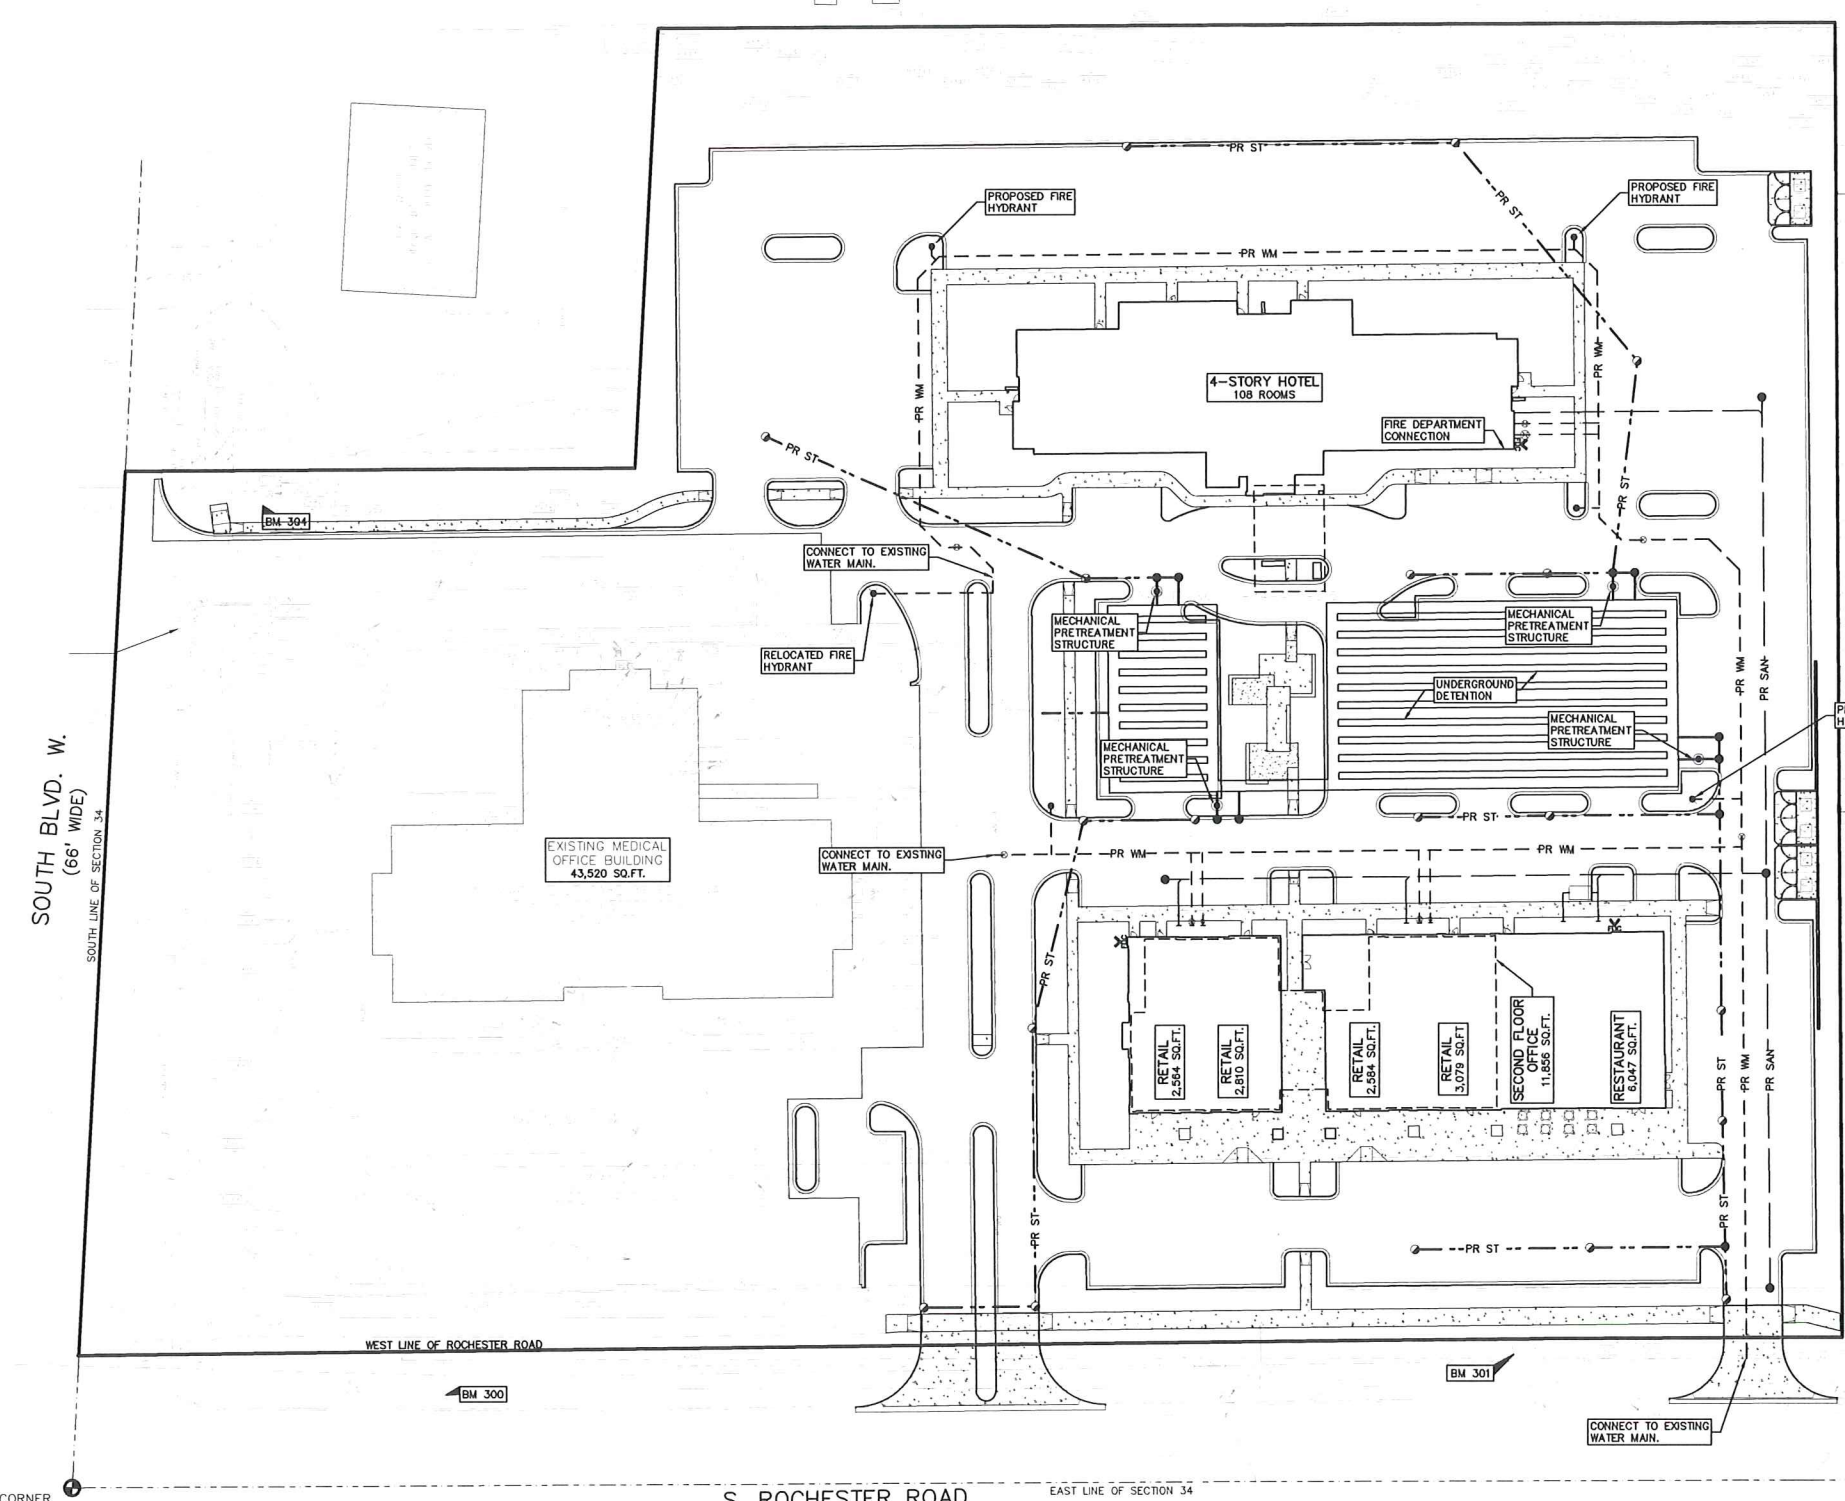 PR ST
PR ST
PROPOSED FIRE
HYDRANT
PROPOSED FIRE
HYDRANT
PR WM
PR WM
PR WM
4-STORY HOTEL
108 ROOMS
FIRE DEPARTMENT
CONNECTION
PR ST
PR ST
BM 304
CONNECT TO EXISTING
WATER MAIN.
RELOCATED FIRE
HYDRANT
MECHANICAL
PRETREATMENT
STRUCTURE
MECHANICAL
PRETREATMENT
STRUCTURE
UNDERGROUND
DETENTION
MECHANICAL
PRETREATMENT
STRUCTURE
MECHANICAL
PRETREATMENT
STRUCTURE
PR WM
PR SAN
SOUTH BLVD. W.
(66' WIDE)
SOUTH LINE OF SECTION 34
EXISTING MEDICAL
OFFICE BUILDING
43,520 SQ.FT.
CONNECT TO EXISTING
WATER MAIN.
PR ST
PR WM
PR WM
PR ST
RETAIL
2,564 SQ.FT.
RETAIL
2,810 SQ.FT.
RETAIL
2,584 SQ.FT.
RETAIL
3,079 SQ.FT
SECOND FLOOR
OFFICE
11,856 SQ.FT.
RESTAURANT
6,047 SQ.FT.
PR ST
PR WM
PR SAN
PR ST
PR ST
PR ST
WEST LINE OF ROCHESTER ROAD
BM 300
BM 301
CONNECT TO EXISTING
WATER MAIN.
CORNER
S. ROCHESTER ROAD
EAST LINE OF SECTION 34